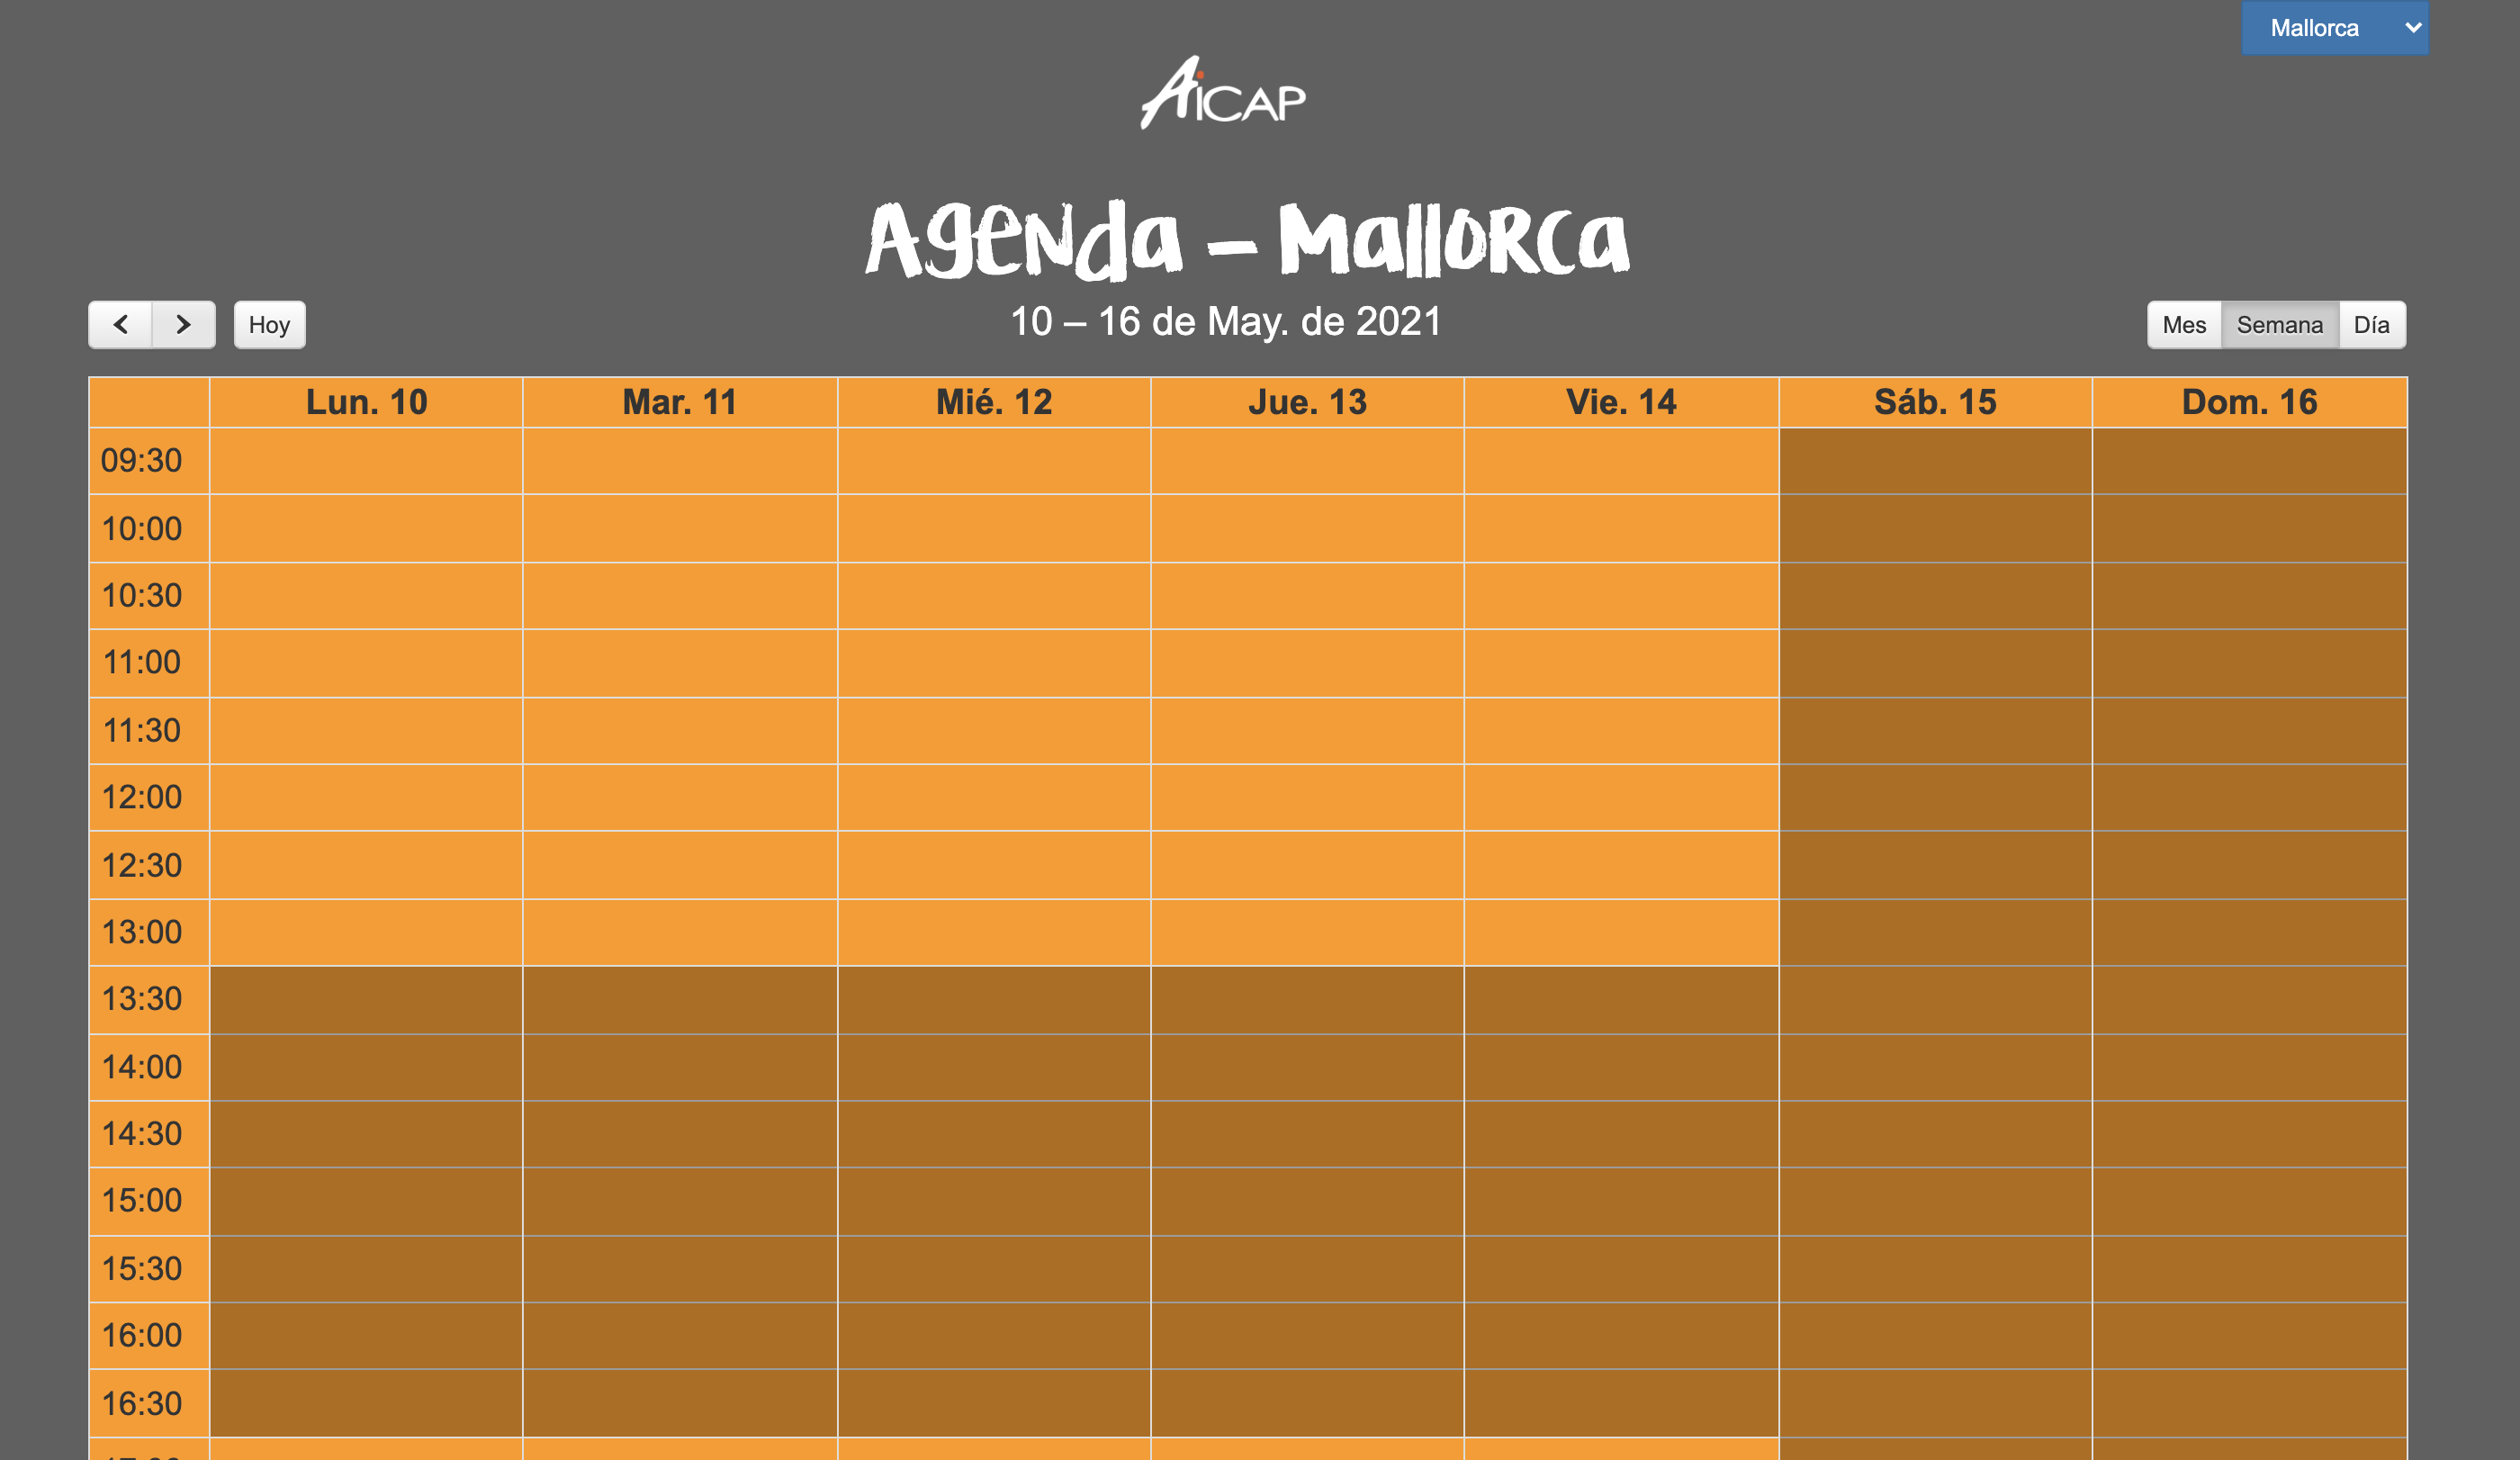 Mallorca
AiCAP
Agenda - Mallorca
10 – 16 de May. de 2021
Hoy
Mes Semana Día
Lun. 10 Mar. 11 Mié. 12 Jue. 13 Vie. 14 Sáb. 15 Dom. 16
09:30
10:00
10:30
11:00
11:30
12:00
12:30
13:00
13:30
14:00
14:30
15:00
15:30
16:00
16:30